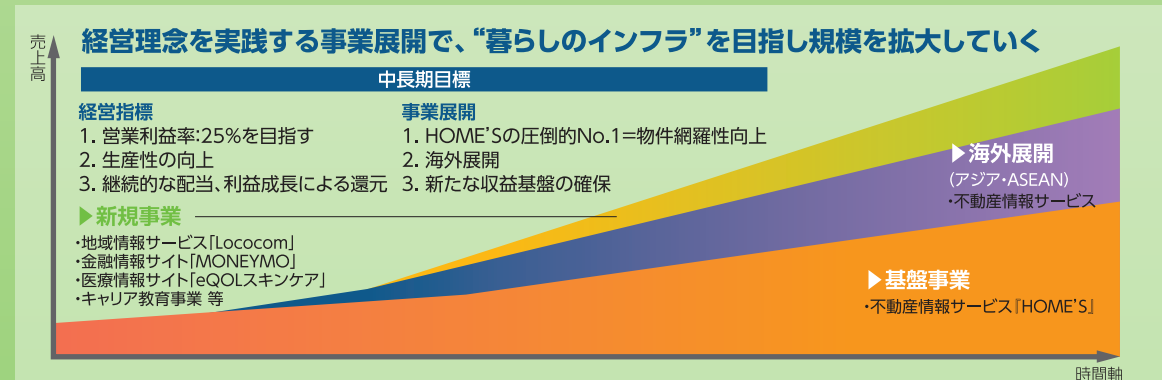 売上高
経営理念を実践する事業展開で、“暮らしのインフラ”を目指し規模を拡大していく
中長期目標
経営指標
1. 営業利益率:25%を目指す
2. 生産性の向上
3. 継続的な配当、利益成長による還元
事業展開
1. HOME'Sの圧倒的No.1=物件網羅性向上
2. 海外展開
3. 新たな収益基盤の確保
▶新規事業
・地域情報サービス「Lococom」
・金融情報サイト「MONEYMO」
・医療情報サイト「eQOLスキンケア」
・キャリア教育事業 等
▶海外展開
(アジア・ASEAN)
・不動産情報サービス
▶基盤事業
・不動産情報サービス『HOME'S』
時間軸